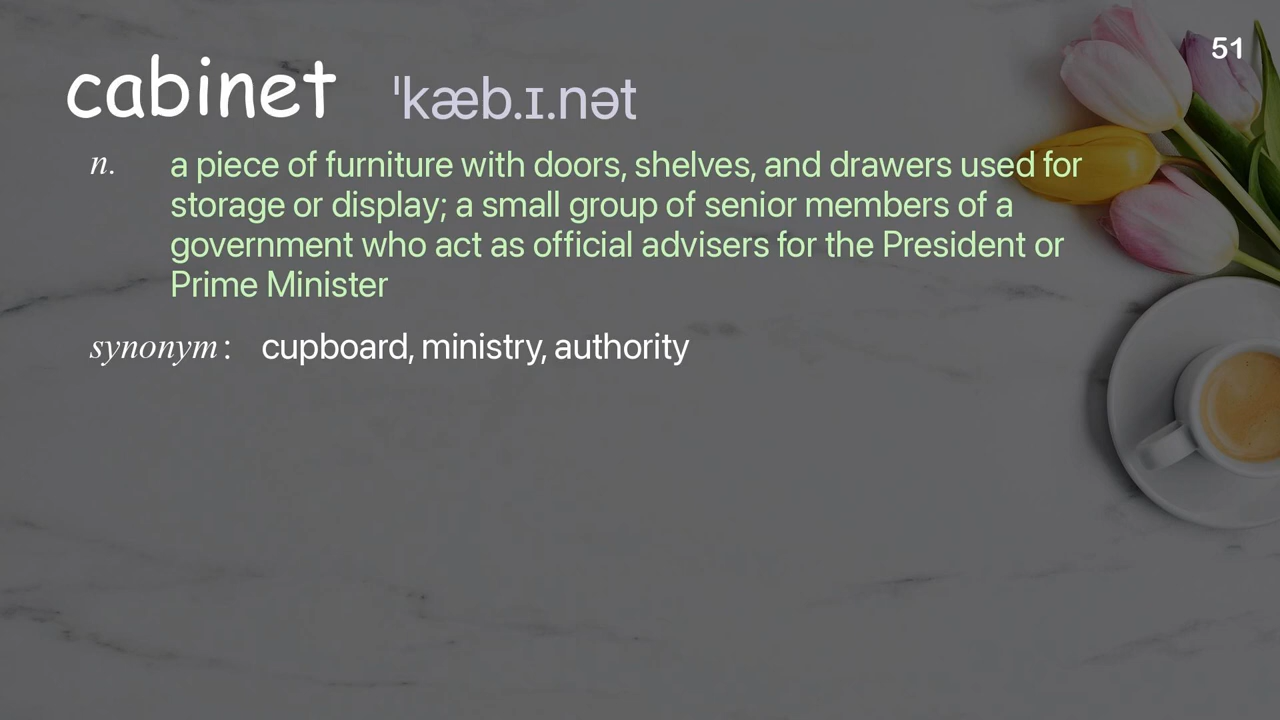 51
cabinet ˈkæb.ɪ.nət
n. a piece of furniture with doors, shelves, and drawers used for
storage or display; a small group of senior members of a
government who act as official advisers for the President or
Prime Minister
synonym: cupboard, ministry, authority